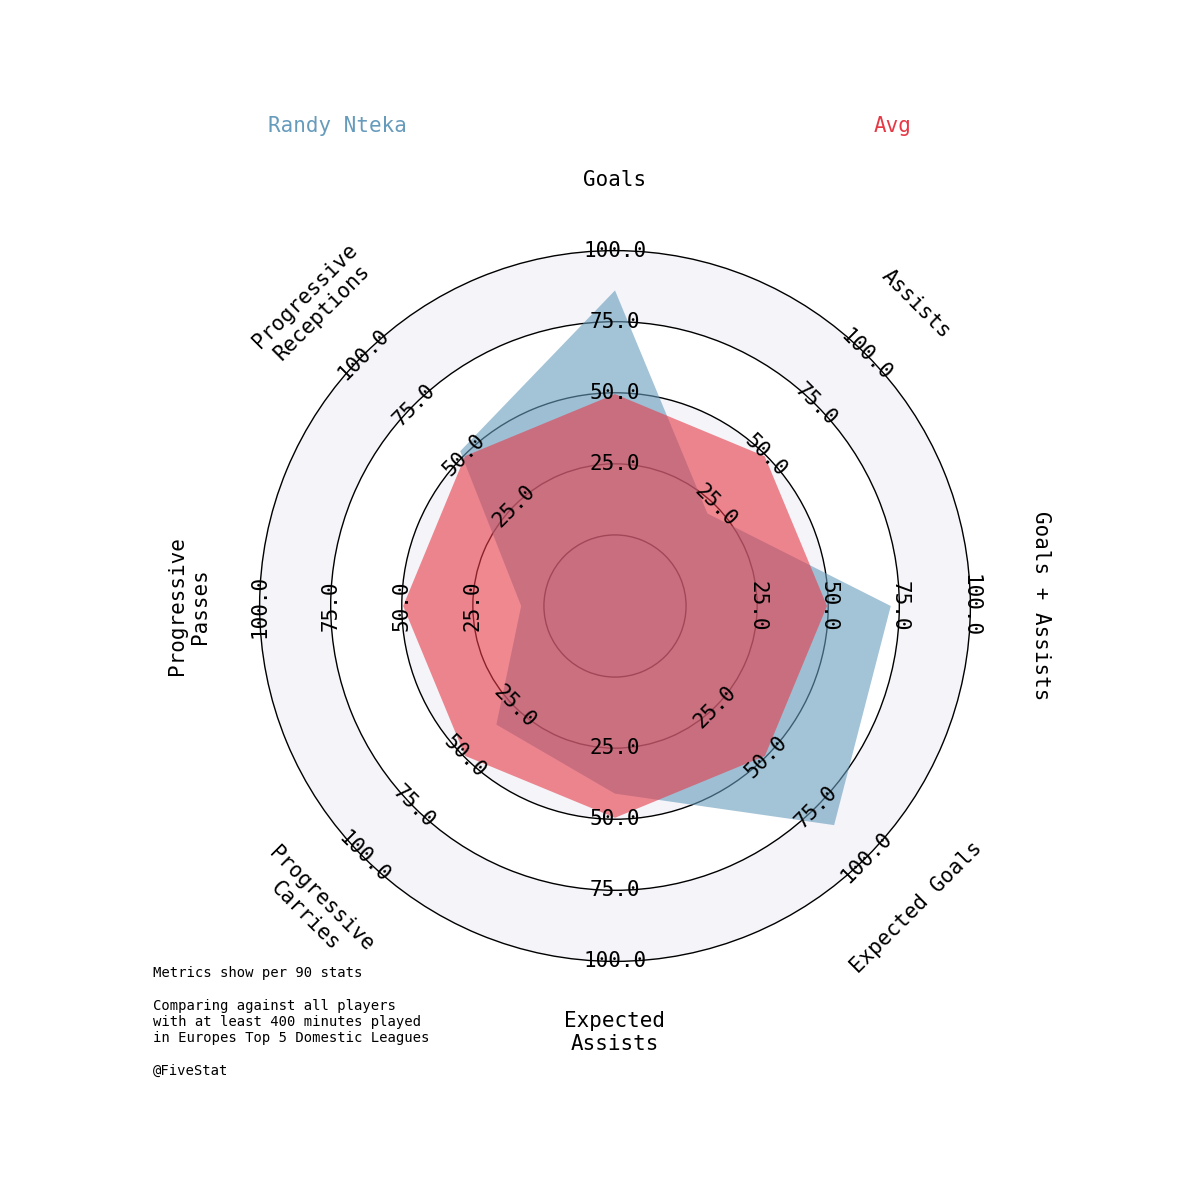 Randy Nteka
Avg
Goals
Assists
Goals + Assists
Expected Goals
Expected
Assists
Progressive
Carries
Progressive
Passes
Progressive
Receptions
25.0
50.0
75.0
100.0
25.0
50.0
75.0
100.0
25.0
50.0
75.0
100.0
25.0
50.0
75.0
100.0
25.0
50.0
75.0
100.0
25.0
50.0
75.0
100.0
25.0
50.0
75.0
100.0
25.0
50.0
75.0
100.0
Metrics show per 90 stats
Comparing against all players
with at least 400 minutes played
in Europes Top 5 Domestic Leagues
@FiveStat